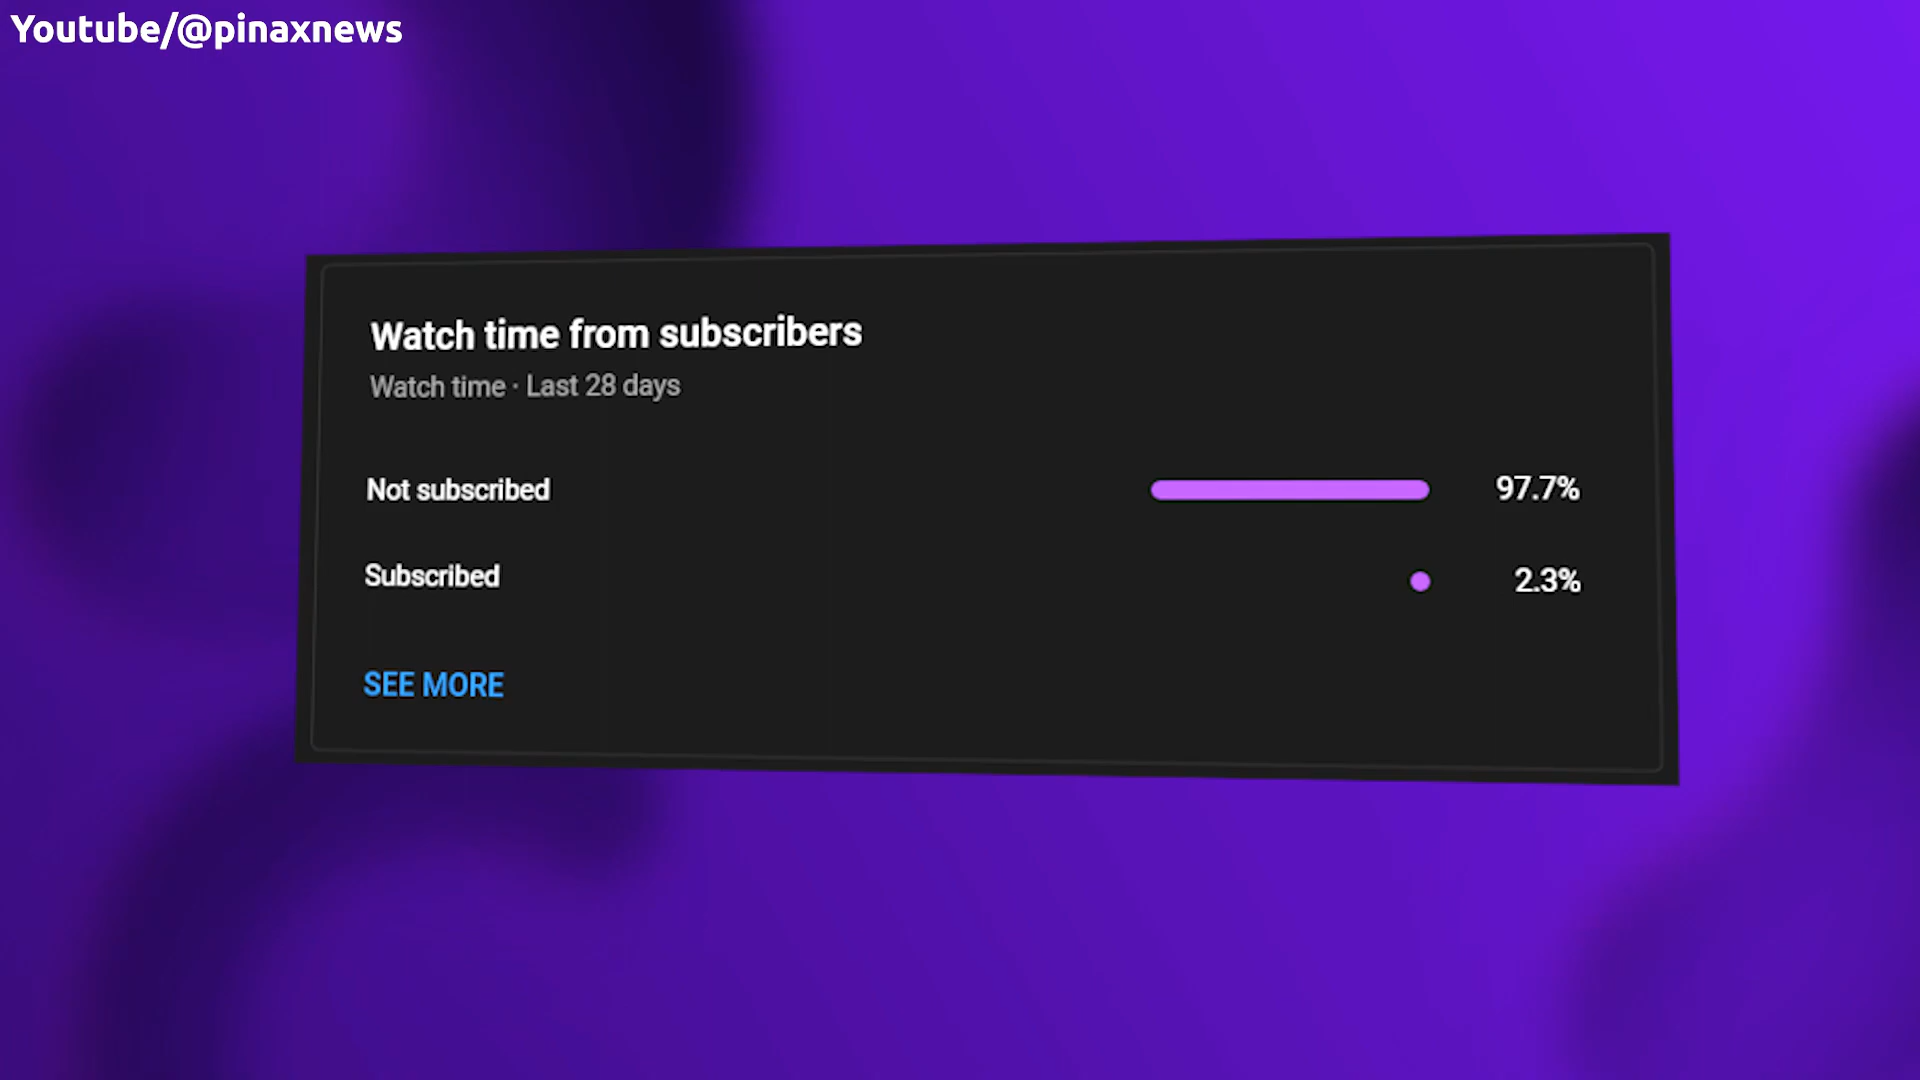 Youtube/@pinaxnews
Watch time from subscribers
Watch time · Last 28 days
Not subscribed 97.7%
Subscribed 2.3%
SEE MORE